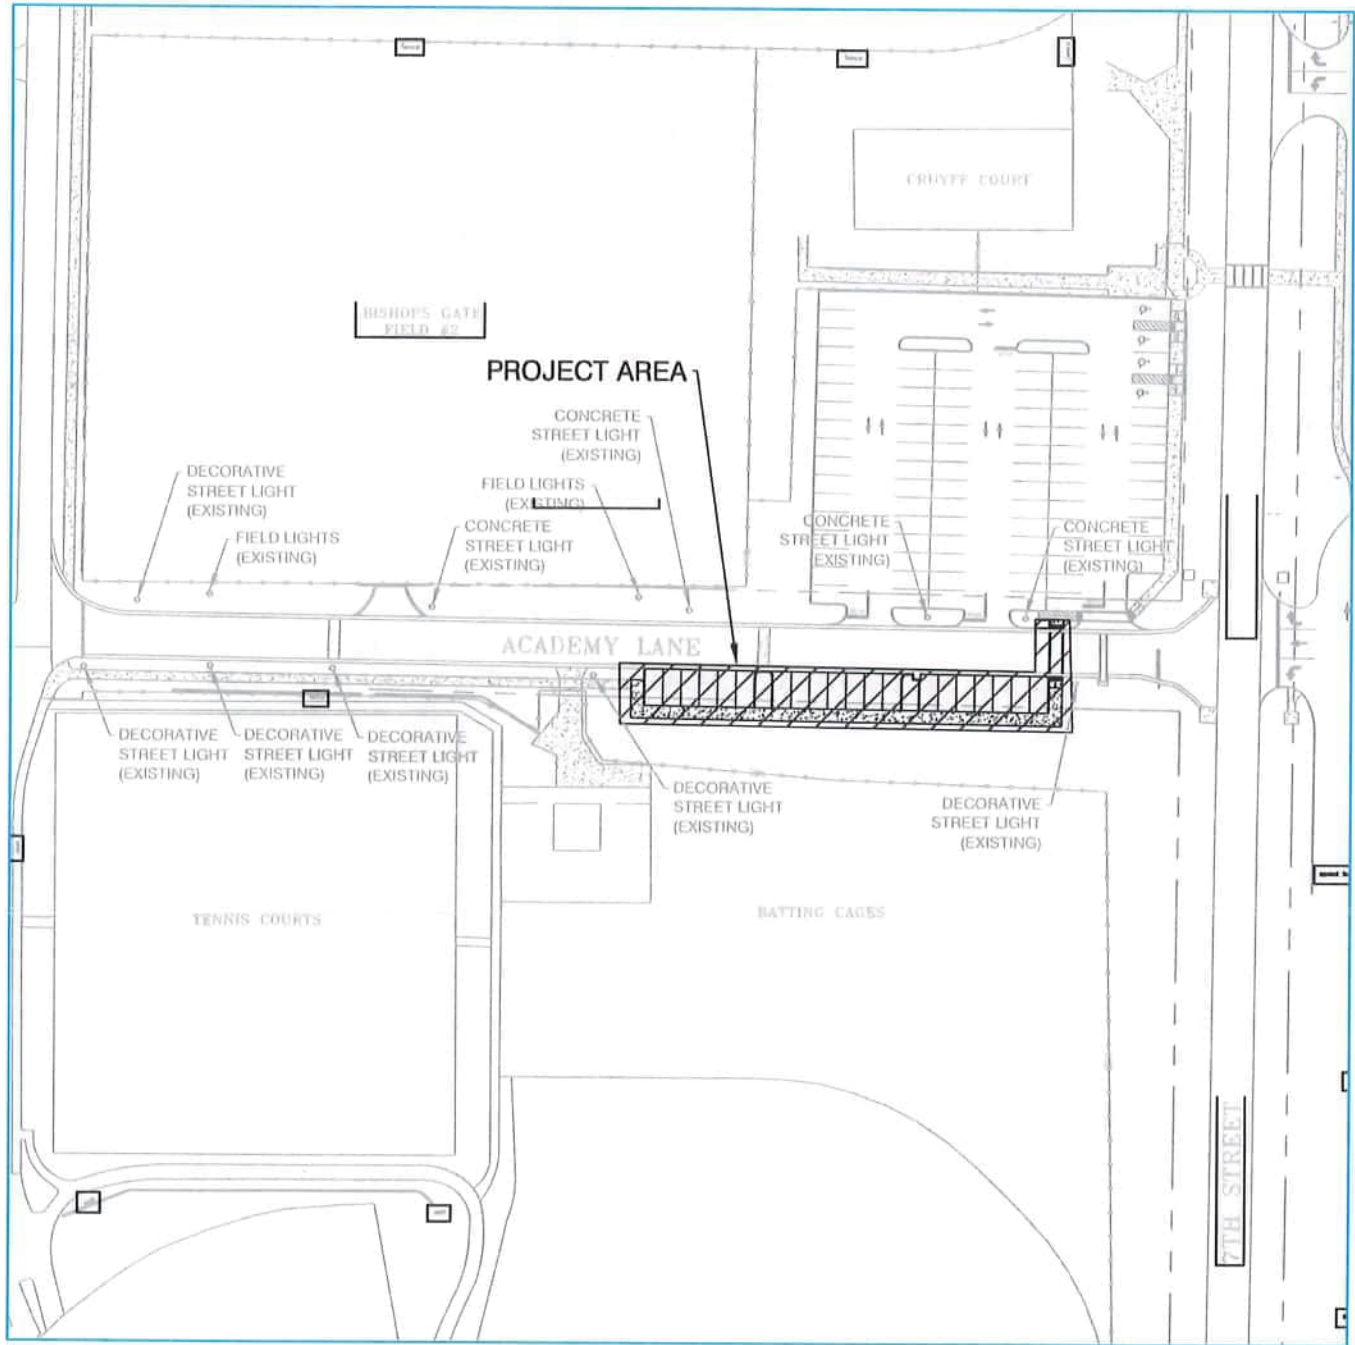 Fence
Fence
CRUYFF COURT
BISHOPS GATE
FIELD #2
PROJECT AREA
CONCRETE
STREET LIGHT
(EXISTING)
DECORATIVE
STREET LIGHT
(EXISTING)
FIELD LIGHTS
(EXISTING)
FIELD LIGHTS
(EXISTING)
CONCRETE
STREET LIGHT
(EXISTING)
CONCRETE
STREET LIGHT
(EXISTING)
CONCRETE
STREET LIGHT
(EXISTING)
ACADEMY LANE
DECORATIVE
STREET LIGHT
(EXISTING)
DECORATIVE
STREET LIGHT
(EXISTING)
DECORATIVE
STREET LIGHT
(EXISTING)
DECORATIVE
STREET LIGHT
(EXISTING)
DECORATIVE
STREET LIGHT
(EXISTING)
TENNIS COURTS
BATTING CAGES
7TH STREET